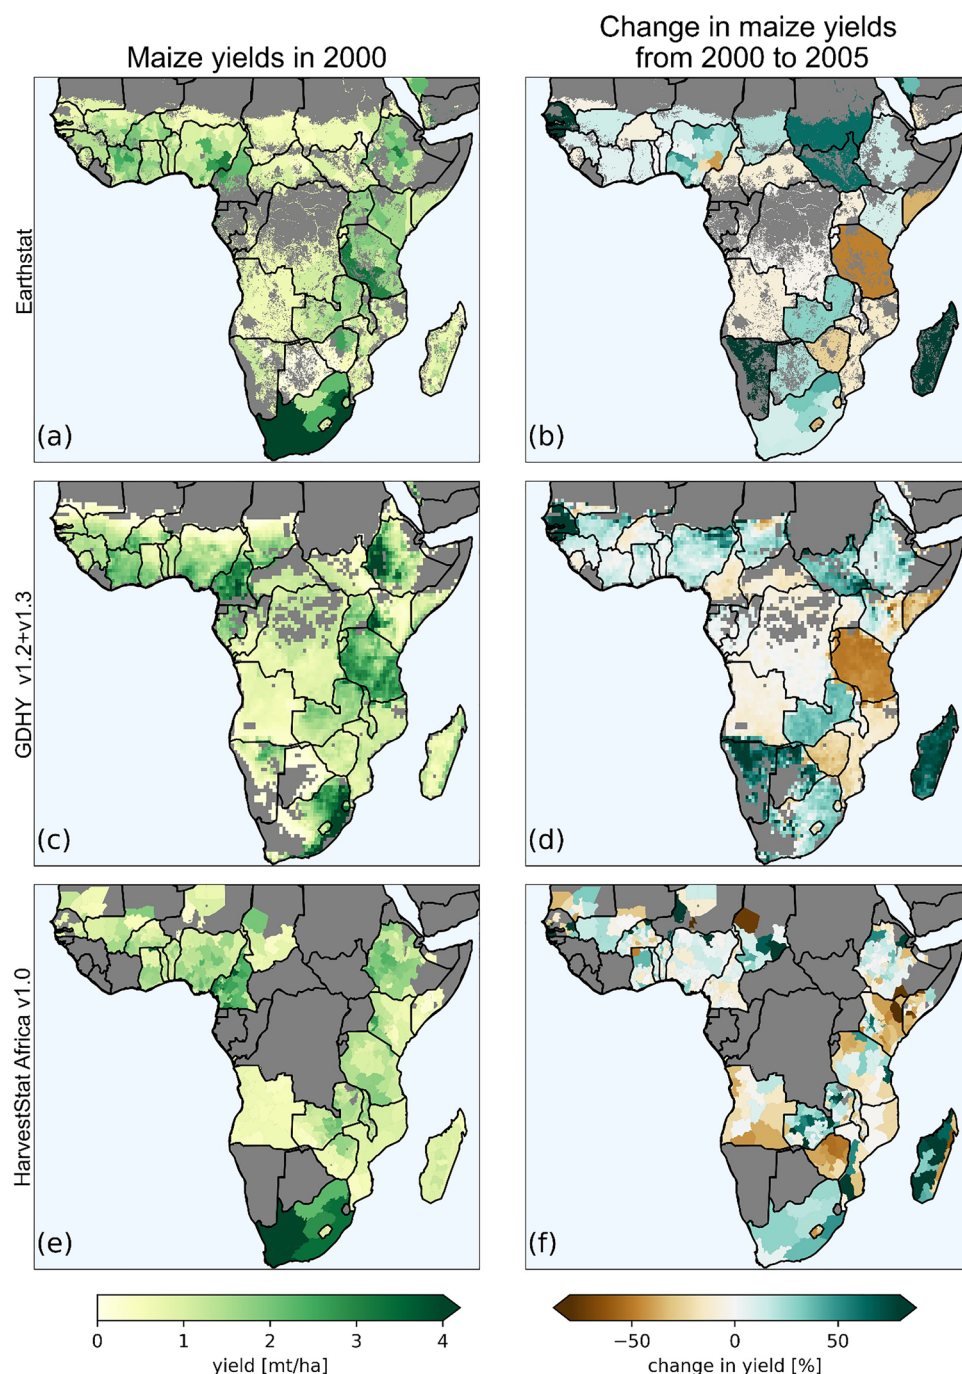 Maize yields in 2000
Change in maize yields
from 2000 to 2005
Earthstat
(a)
(b)
GDHY v1.2+v1.3
(c)
(d)
HarvestStat Africa v1.0
(e)
(f)
0 1 2 3 4
yield [mt/ha]
−50 0 50
change in yield [%]